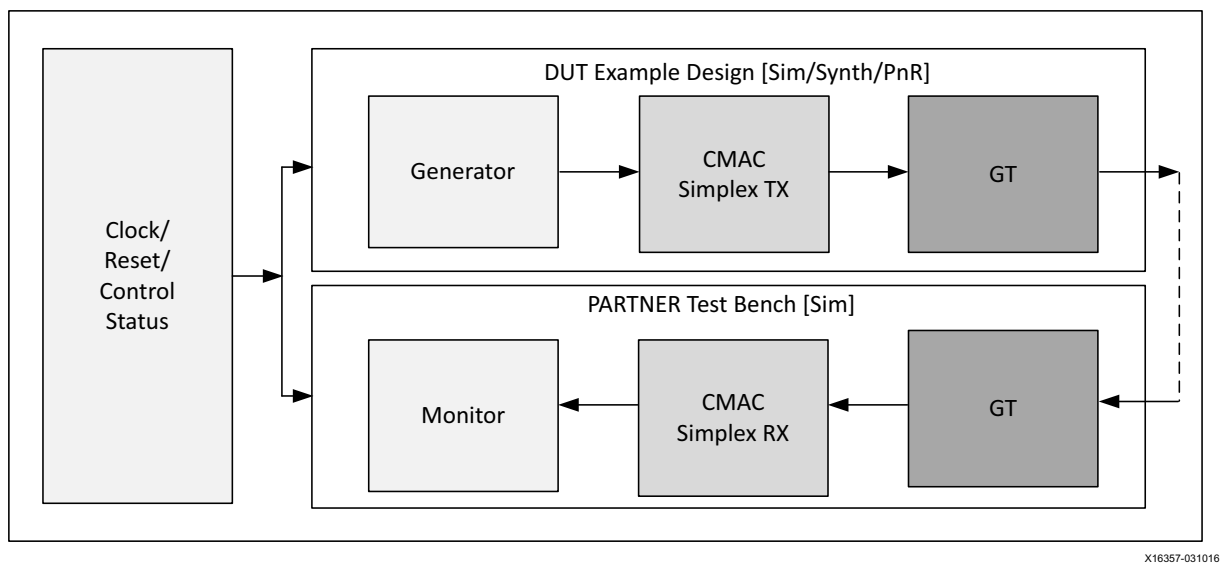 DUT Example Design [Sim/Synth/PnR]
Generator
CMAC
Simplex TX
GT
Clock/
Reset/
Control
Status
PARTNER Test Bench [Sim]
Monitor
CMAC
Simplex RX
GT
X16357-031016